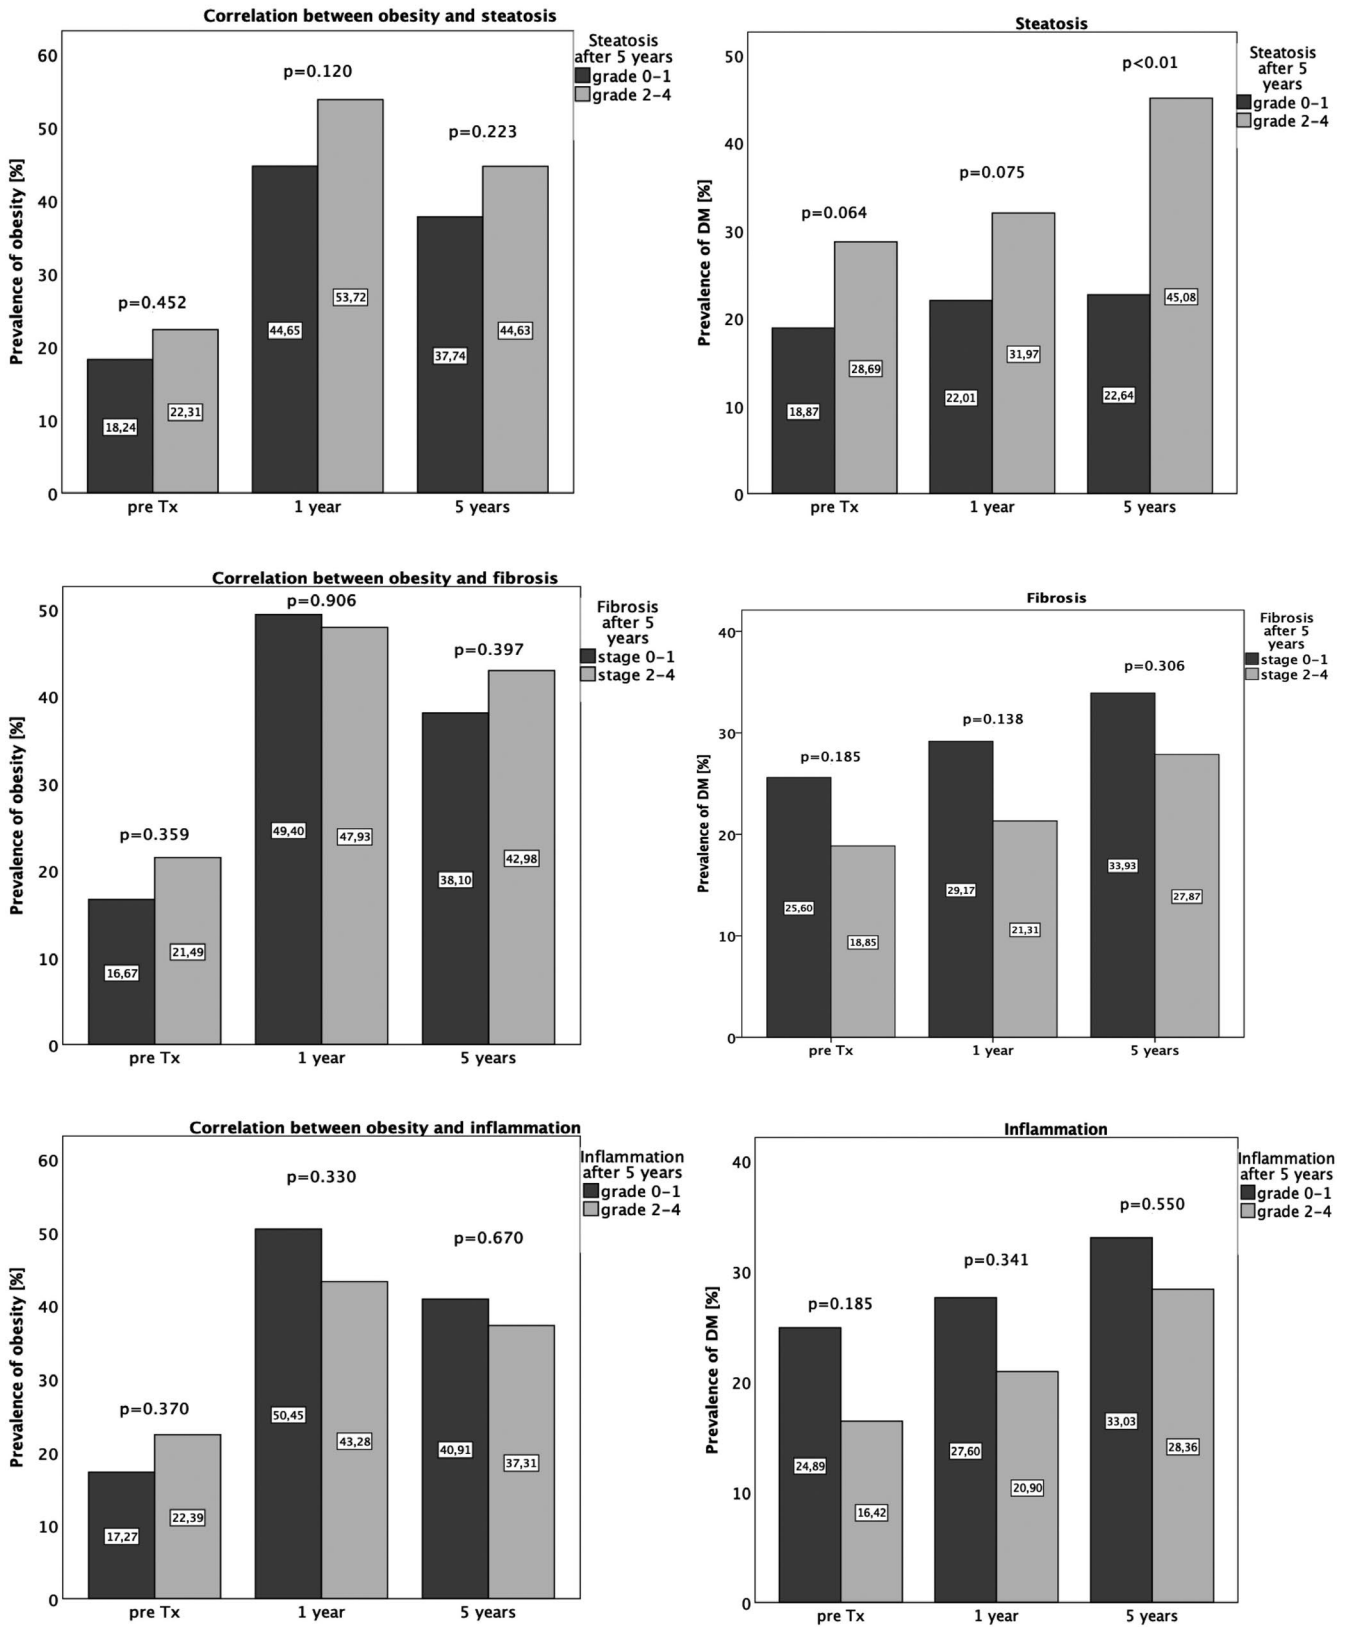 Correlation between obesity and steatosis
Prevalence of obesity [%]
60
50
40
30
20
10
0
p=0.452
p=0.120
p=0.223
18,24
22,31
44,65
53,72
37,74
44,63
pre Tx
1 year
5 years
Steatosis
after 5 years
grade 0-1
grade 2-4
Steatosis
Prevalence of DM [%]
50
40
30
20
10
0
p=0.064
p=0.075
p<0.01
18,87
28,69
22,01
31,97
22,64
45,08
pre Tx
1 year
5 years
Steatosis
after 5
years
grade 0-1
grade 2-4
Correlation between obesity and fibrosis
Prevalence of obesity [%]
50
40
30
20
10
0
p=0.359
p=0.906
p=0.397
16,67
21,49
49,40
47,93
38,10
42,98
pre Tx
1 year
5 years
Fibrosis
after 5
years
stage 0-1
stage 2-4
Fibrosis
Prevalence of DM [%]
40
30
20
10
0
p=0.185
p=0.138
p=0.306
25,60
18,85
29,17
21,31
33,93
27,87
pre Tx
1 year
5 years
Fibrosis
after 5
years
stage 0-1
stage 2-4
Correlation between obesity and inflammation
Prevalence of obesity [%]
60
50
40
30
20
10
0
p=0.370
p=0.330
p=0.670
17,27
22,39
50,45
43,28
40,91
37,31
pre Tx
1 year
5 years
Inflammation
after 5 years
grade 0-1
grade 2-4
Inflammation
Prevalence of DM [%]
40
30
20
10
0
p=0.185
p=0.341
p=0.550
24,89
16,42
27,60
20,90
33,03
28,36
pre Tx
1 year
5 years
Inflammation
after 5 years
grade 0-1
grade 2-4